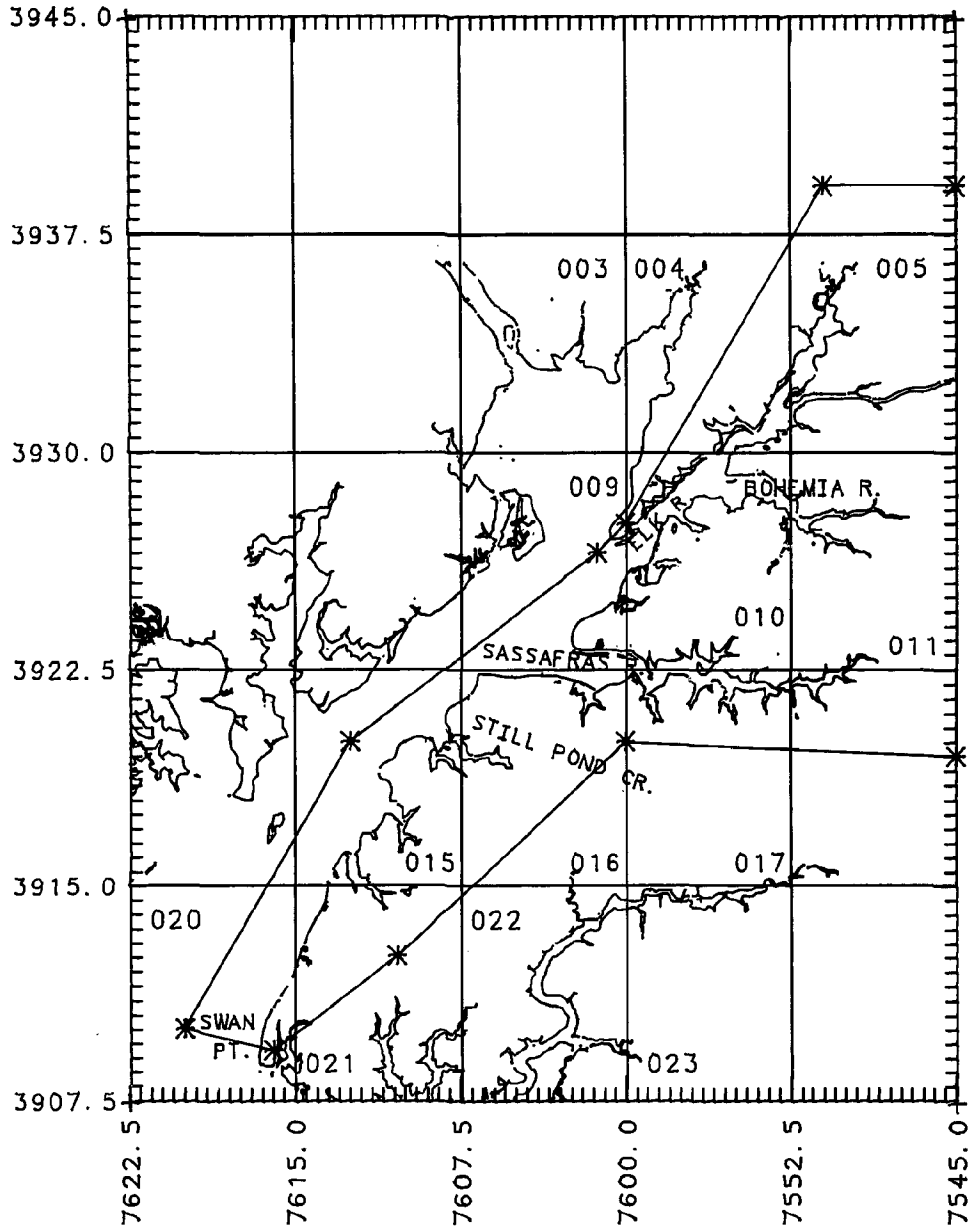 3945. 0
3937. 5
003 004 005
3930. 0
009 BOHEMIA R.
ELK R.
010
011
3922. 5
SASSAFRAS R.
STILL POND CR.
015 016 017
3915. 0
020 022
SWAN
PT. 021 023
3907. 5
7622. 5 7615. 0 7607. 5 7600. 0 7552. 5 7545. 0